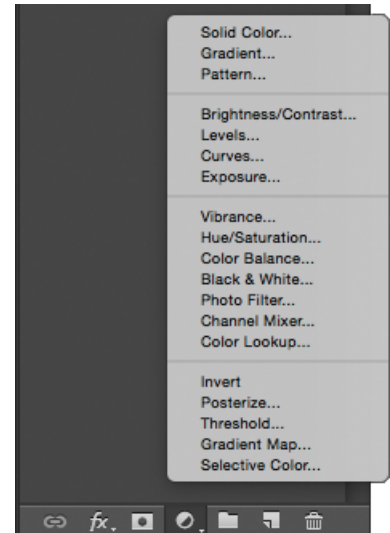 Solid Color...
Gradient...
Pattern...
Brightness/Contrast...
Levels...
Curves...
Exposure...
Vibrance...
Hue/Saturation...
Color Balance...
Black & White...
Photo Filter...
Channel Mixer...
Color Lookup...
Invert
Posterize...
Threshold...
Gradient Map...
Selective Color...
fx